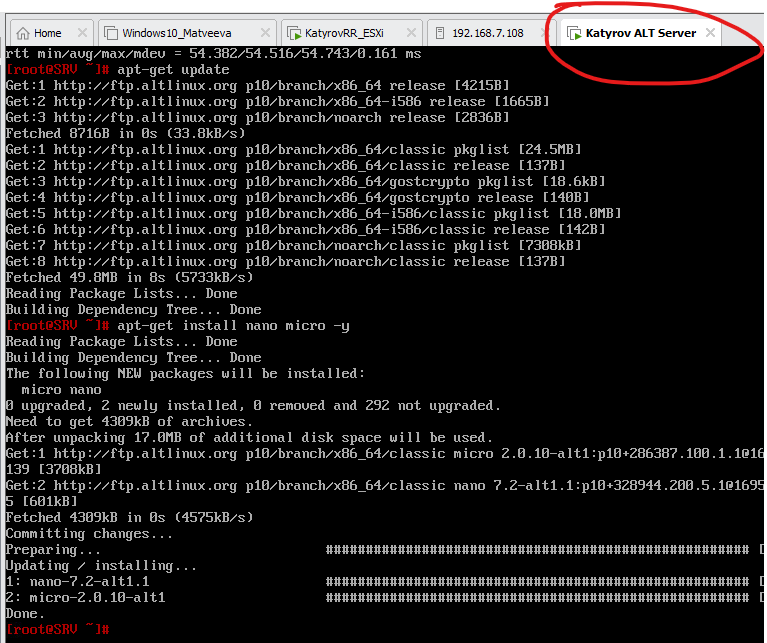 Home
Windows10_Matveeva
KatyrovRR_ESXi
192.168.7.108
Katyrov ALT Server
rtt min/avg/max/mdev = 54.382/54.516/54.743/0.161 ms
[root@SRV ~]# apt-get update
Get:1 http://ftp.altlinux.org p10/branch/x86_64 release [4215B]
Get:2 http://ftp.altlinux.org p10/branch/x86_64-i586 release [1665B]
Get:3 http://ftp.altlinux.org p10/branch/noarch release [2836B]
Fetched 8716B in 0s (33.8kB/s)
Get:1 http://ftp.altlinux.org p10/branch/x86_64/classic pkglist [24.5MB]
Get:2 http://ftp.altlinux.org p10/branch/x86_64/classic release [137B]
Get:3 http://ftp.altlinux.org p10/branch/x86_64/gostcrypto pkglist [18.6kB]
Get:4 http://ftp.altlinux.org p10/branch/x86_64/gostcrypto release [140B]
Get:5 http://ftp.altlinux.org p10/branch/x86_64-i586/classic pkglist [18.0MB]
Get:6 http://ftp.altlinux.org p10/branch/x86_64-i586/classic release [142B]
Get:7 http://ftp.altlinux.org p10/branch/noarch/classic pkglist [7308kB]
Get:8 http://ftp.altlinux.org p10/branch/noarch/classic release [137B]
Fetched 49.8MB in 8s (5733kB/s)
Reading Package Lists... Done
Building Dependency Tree... Done
[root@SRV ~]# apt-get install nano micro -y
Reading Package Lists... Done
Building Dependency Tree... Done
The following NEW packages will be installed:
  micro nano
0 upgraded, 2 newly installed, 0 removed and 292 not upgraded.
Need to get 4309kB of archives.
After unpacking 17.0MB of additional disk space will be used.
Get:1 http://ftp.altlinux.org p10/branch/x86_64/classic micro 2.0.10-alt1:p10+286387.100.1.1@16
139 [3708kB]
Get:2 http://ftp.altlinux.org p10/branch/x86_64/classic nano 7.2-alt1.1:p10+328944.200.5.1@1695
5 [601kB]
Fetched 4309kB in 0s (4575kB/s)
Committing changes...
Preparing... ##################################################### [
Updating / installing...
1: nano-7.2-alt1.1 ##################################################### [
2: micro-2.0.10-alt1 ##################################################### [
Done.
[root@SRV ~]#